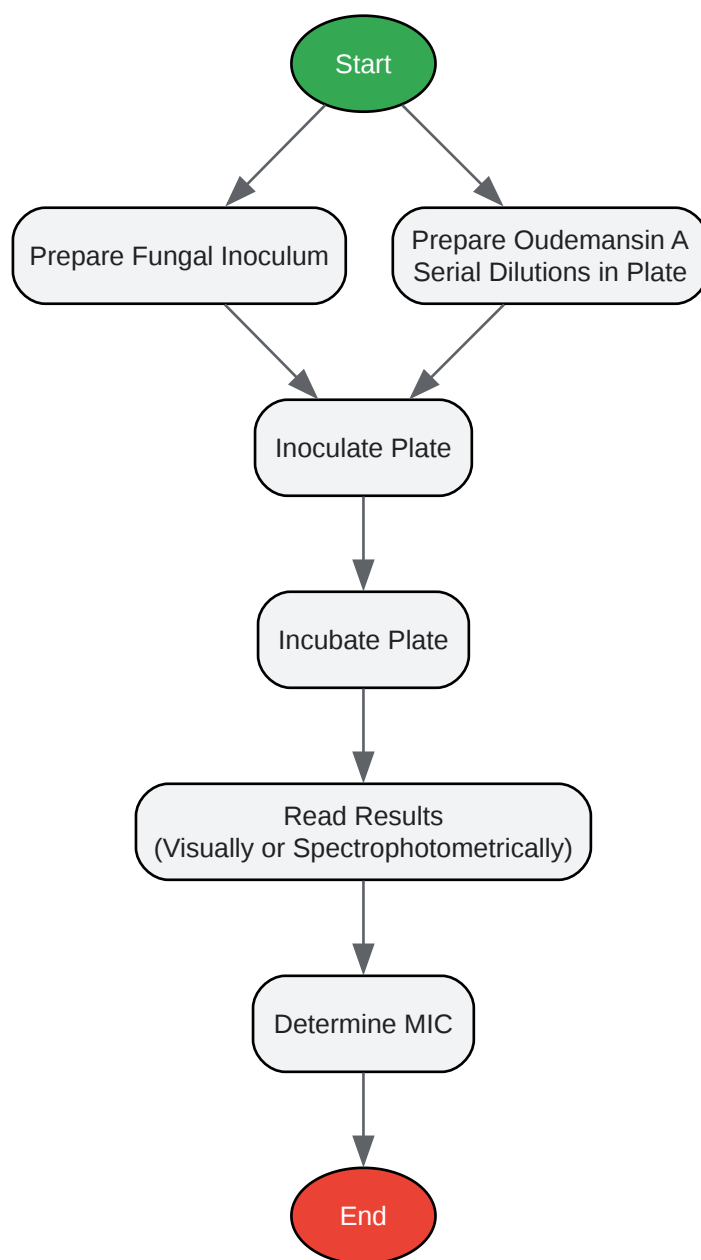 Start
Prepare Fungal Inoculum
Prepare Oudemansin A
Serial Dilutions in Plate
Inoculate Plate
Incubate Plate
Read Results
(Visually or Spectrophotometrically)
Determine MIC
End